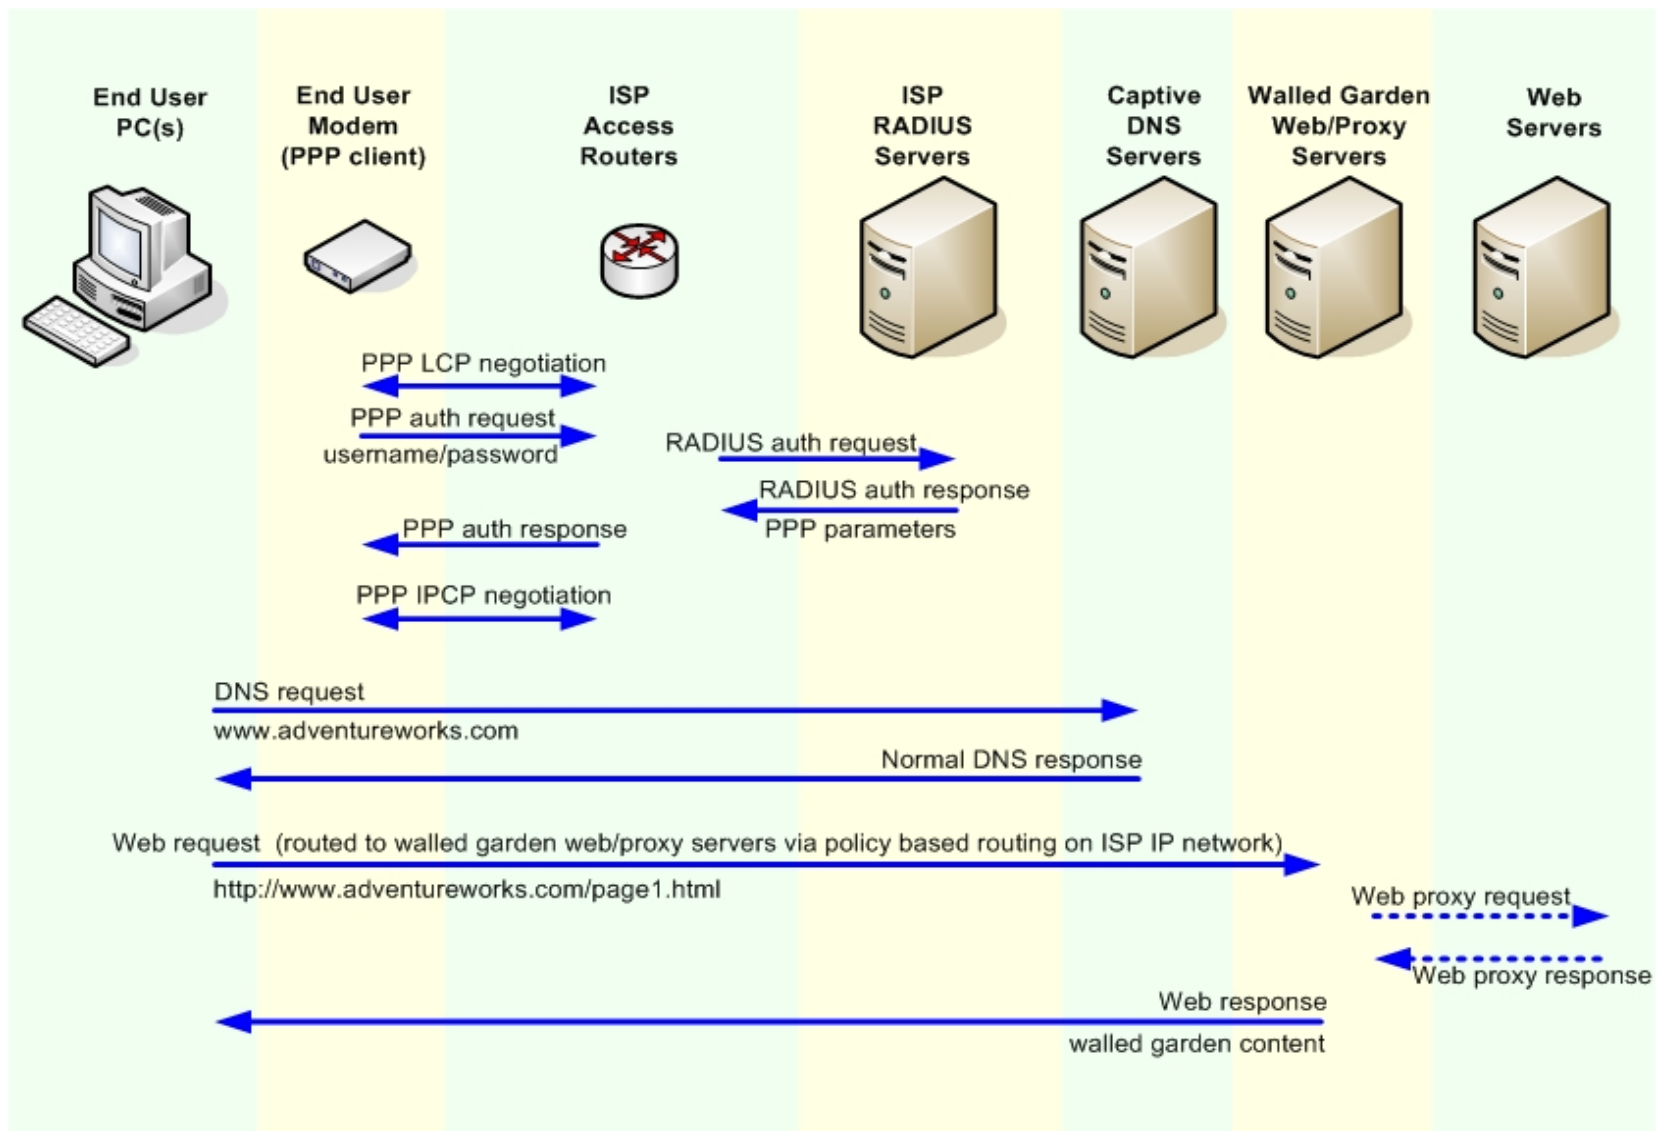 End User
PC(s)
End User
Modem
(PPP client)
ISP
Access
Routers
ISP
RADIUS
Servers
Captive
DNS
Servers
Walled Garden
Web/Proxy
Servers
Web
Servers
PPP LCP negotiation
PPP auth request
username/password
RADIUS auth request
RADIUS auth response
PPP parameters
PPP auth response
PPP IPCP negotiation
DNS request
www.adventureworks.com
Normal DNS response
Web request (routed to walled garden web/proxy servers via policy based routing on ISP IP network)
http://www.adventureworks.com/page1.html
Web proxy request
Web proxy response
Web response
walled garden content